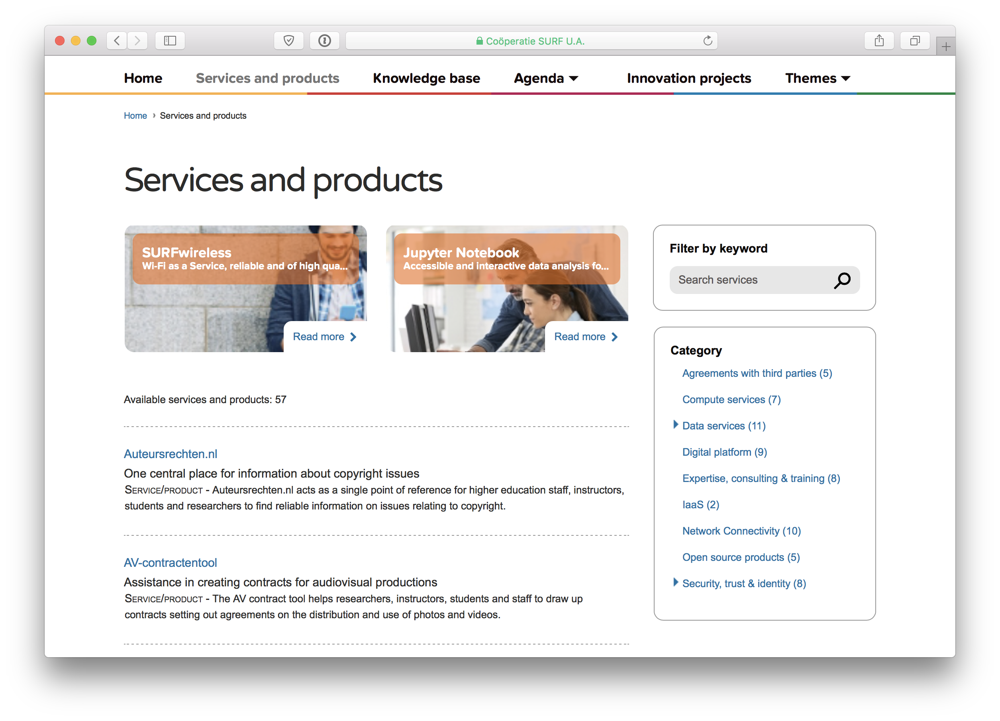 Coöperatie SURF U.A.
Home Services and products Knowledge base Agenda Innovation projects Themes
Home › Services and products
Services and products
SURFwireless
Wi-Fi as a Service, reliable and of high qua...
Read more
Jupyter Notebook
Accessible and interactive data analysis fo...
Read more
Available services and products: 57
Auteursrechten.nl
One central place for information about copyright issues
SERVICE/PRODUCT - Auteursrechten.nl acts as a single point of reference for higher education staff, instructors,
students and researchers to find reliable information on issues relating to copyright.
AV-contractentool
Assistance in creating contracts for audiovisual productions
SERVICE/PRODUCT - The AV contract tool helps researchers, instructors, students and staff to draw up
contracts setting out agreements on the distribution and use of photos and videos.
Filter by keyword
Search services
Category
Agreements with third parties (5)
Compute services (7)
Data services (11)
Digital platform (9)
Expertise, consulting & training (8)
IaaS (2)
Network Connectivity (10)
Open source products (5)
Security, trust & identity (8)